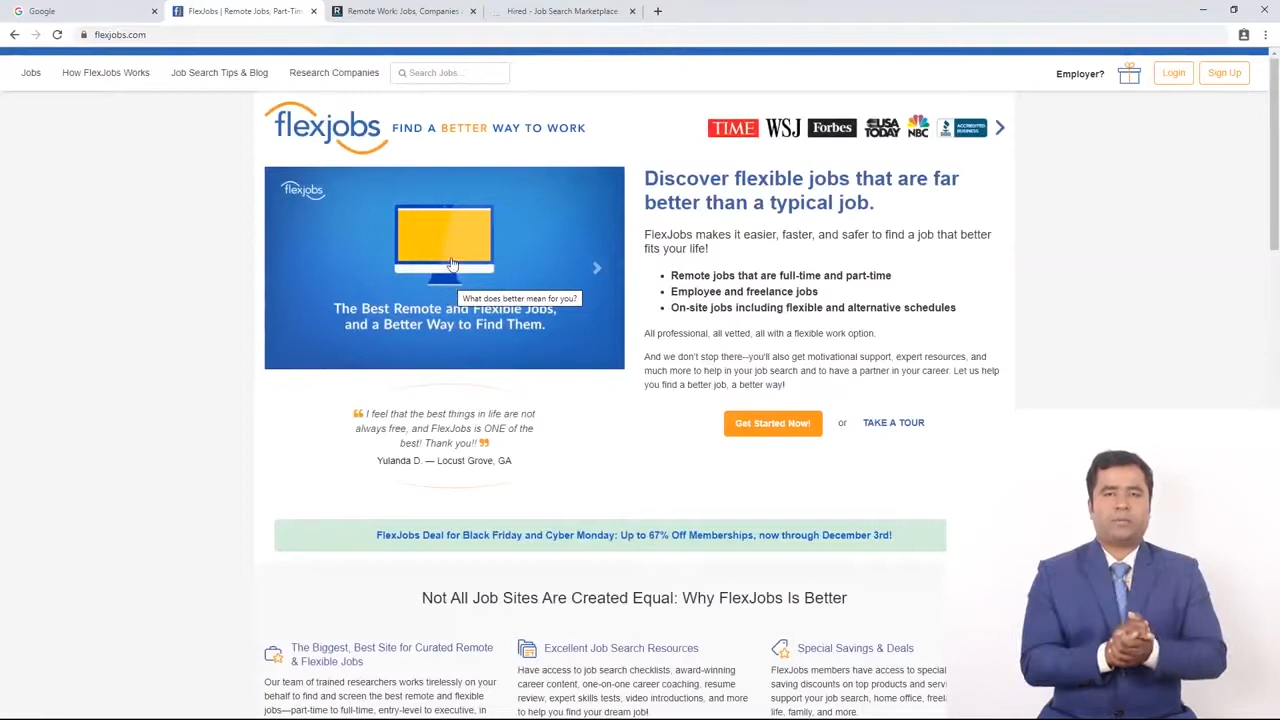 Google
FlexJobs | Remote Jobs, Part-Tim
Remote Work: Jobs, Companies
Hired - Job Search Marketplace
flexjobs.com
Jobs
How FlexJobs Works
Job Search Tips & Blog
Research Companies
Search Jobs...
Employer?
Login
Sign Up
flexjobs
FIND A BETTER WAY TO WORK
TIME
WSJ
Forbes
USA
TODAY
NBC
BBB
ACCREDITED
BUSINESS
flexjobs
What does better mean for you?
The Best Remote and Flexible Jobs,
and a Better Way to Find Them.
Discover flexible jobs that are far
better than a typical job.
FlexJobs makes it easier, faster, and safer to find a job that better
fits your life!
• Remote jobs that are full-time and part-time
• Employee and freelance jobs
• On-site jobs including flexible and alternative schedules
All professional, all vetted, all with a flexible work option.
And we don't stop there--you'll also get motivational support, expert resources, and
much more to help in your job search and to have a partner in your career. Let us help
you find a better job, a better way!
Get Started Now!
or
TAKE A TOUR
❝ I feel that the best things in life are not
always free, and FlexJobs is ONE of the
best! Thank you!! ❞
Yulanda D. — Locust Grove, GA
FlexJobs Deal for Black Friday and Cyber Monday: Up to 67% Off Memberships, now through December 3rd!
Not All Job Sites Are Created Equal: Why FlexJobs Is Better
The Biggest, Best Site for Curated Remote
& Flexible Jobs
Our team of trained researchers works tirelessly on your
behalf to find and screen the best remote and flexible
jobs—part-time to full-time, entry-level to executive, in
Excellent Job Search Resources
Have access to job search checklists, award-winning
career content, one-on-one career coaching, resume
review, expert skills tests, video introductions, and more
to help you find your dream job!
Special Savings & Deals
FlexJobs members have access to special
saving discounts on top products and servi
support your job search, home office, freela
life, family, and more.